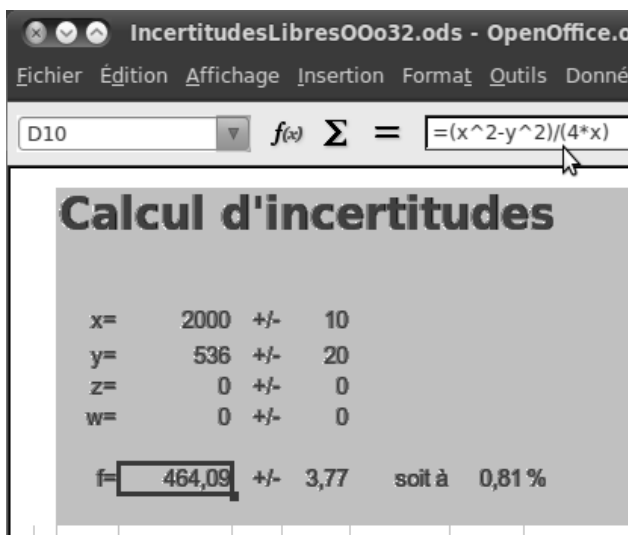 IncertitudesLibresOOo32.ods - OpenOffice.o
Fichier Édition Affichage Insertion Format Outils Donné
D10 f(x) Σ = =(x^2-y^2)/(4*x)
Calcul d'incertitudes
x= 2000 +/- 10
y= 536 +/- 20
z= 0 +/- 0
w= 0 +/- 0
f= 464,09 +/- 3,77 soit à 0,81 %